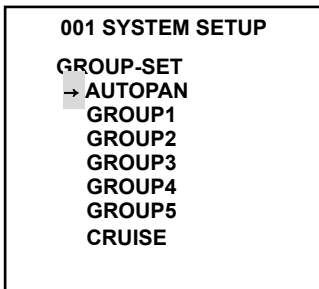 001 SYSTEM SETUP
GROUP-SET
→ AUTOPAN
GROUP1
GROUP2
GROUP3
GROUP4
GROUP5
CRUISE